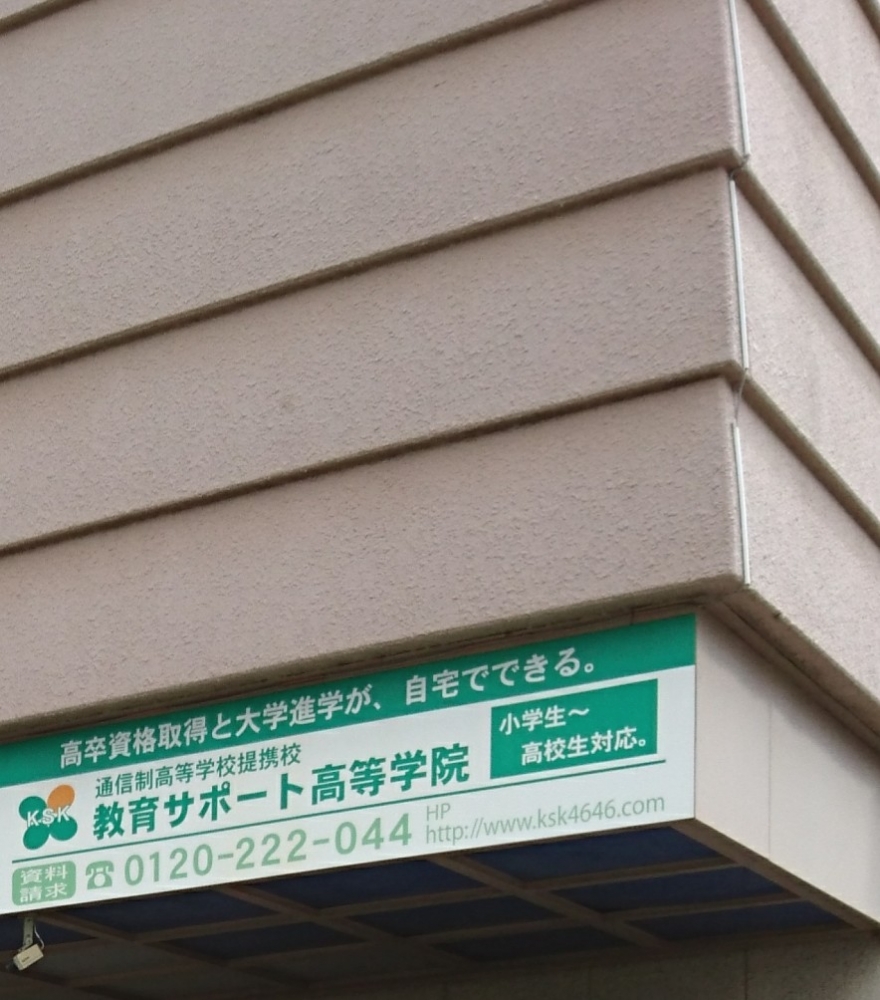 高卒資格取得と大学進学が、自宅でできる。
通信制高等学校提携校
KSK
教育サポート高等学院
小学生～
高校生対応。
資料
請求
☎0120-222-044
HP
http://www.ksk4646.com